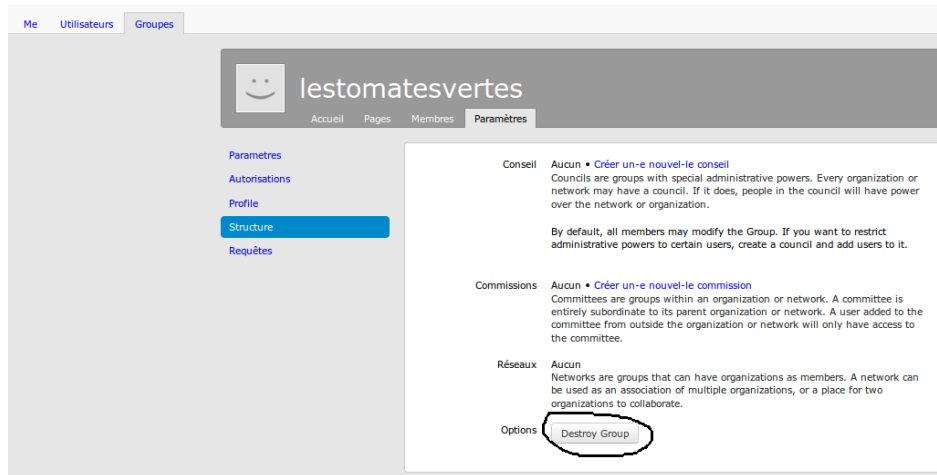 Me Utilisateurs Groupes
lestomatesvertes
Accueil Pages Membres Paramètres
Parametres
Autorisations
Profile
Structure
Requêtes
Conseil Aucun • Créer un-e nouvel-le conseil
Councils are groups with special administrative powers. Every organization or
network may have a council. If it does, people in the council will have power
over the network or organization.
By default, all members may modify the Group. If you want to restrict
administrative powers to certain users, create a council and add users to it.
Commissions Aucun • Créer un-e nouvel-le commission
Committees are groups within an organization or network. A committee is
entirely subordinate to its parent organization or network. A user added to the
committee from outside the organization or network will only have access to
the committee.
Réseaux Aucun
Networks are groups that can have organizations as members. A network can
be used as an association of multiple organizations, or a place for two
organizations to collaborate.
Options Destroy Group